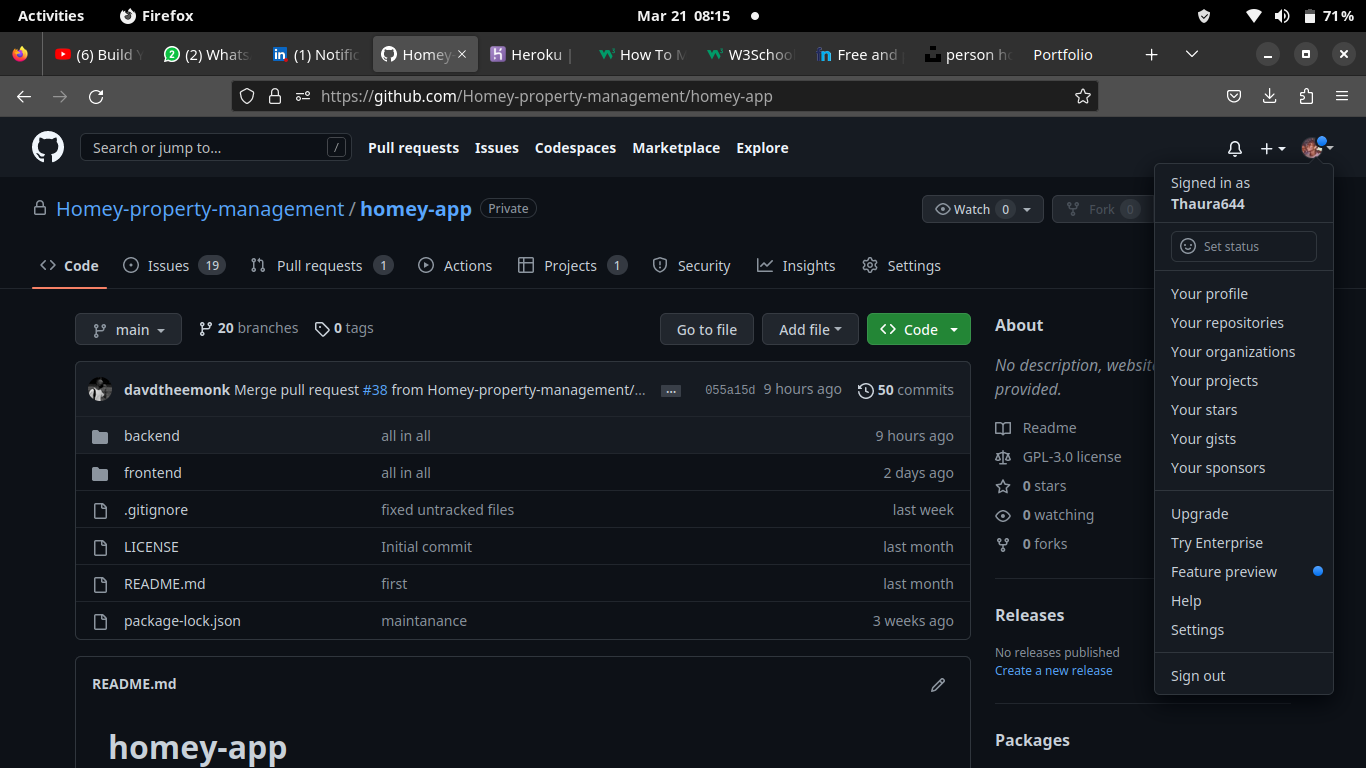 Activities Firefox Mar 21 08:15 71%
(6) Build (2) Whats (1) Notific Homey- Heroku | How To M W3Schoo Free and person Portfolio
https://github.com/Homey-property-management/homey-app
Search or jump to... / Pull requests Issues Codespaces Marketplace Explore
Signed in as
Thaura644
Set status
Your profile
Your repositories
Your organizations
Your projects
Your stars
Your gists
Your sponsors
Upgrade
Try Enterprise
Feature preview
Help
Settings
Sign out
Homey-property-management / homey-app Private Watch 0 Fork 0
Code Issues 19 Pull requests 1 Actions Projects 1 Security Insights Settings
main 20 branches 0 tags Go to file Add file Code
davdtheemonk Merge pull request #38 from Homey-property-management/... ... 055a15d 9 hours ago 50 commits
backend all in all 9 hours ago
frontend all in all 2 days ago
.gitignore fixed untracked files last week
LICENSE Initial commit last month
README.md first last month
package-lock.json maintanance 3 weeks ago
README.md
homey-app
About
No description, website
provided.
Readme
GPL-3.0 license
0 stars
0 watching
0 forks
Releases
No releases published
Create a new release
Packages